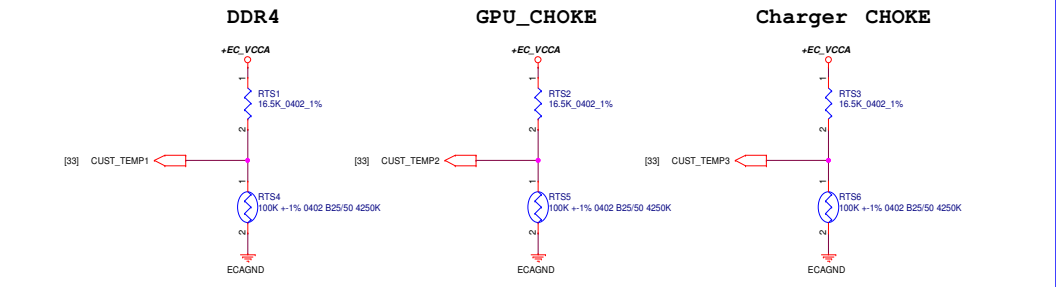 DDR4
GPU_CHOKE
Charger CHOKE
+EC_VCCA
+EC_VCCA
+EC_VCCA
1
RTS1
16.5K_0402_1%
2
1
RTS2
16.5K_0402_1%
2
1
RTS3
16.5K_0402_1%
2
[33] CUST_TEMP1
[33] CUST_TEMP2
[33] CUST_TEMP3
1
RTS4
100K +-1% 0402 B25/50 4250K
2
1
RTS5
100K +-1% 0402 B25/50 4250K
2
1
RTS6
100K +-1% 0402 B25/50 4250K
2
ECAGND
ECAGND
ECAGND